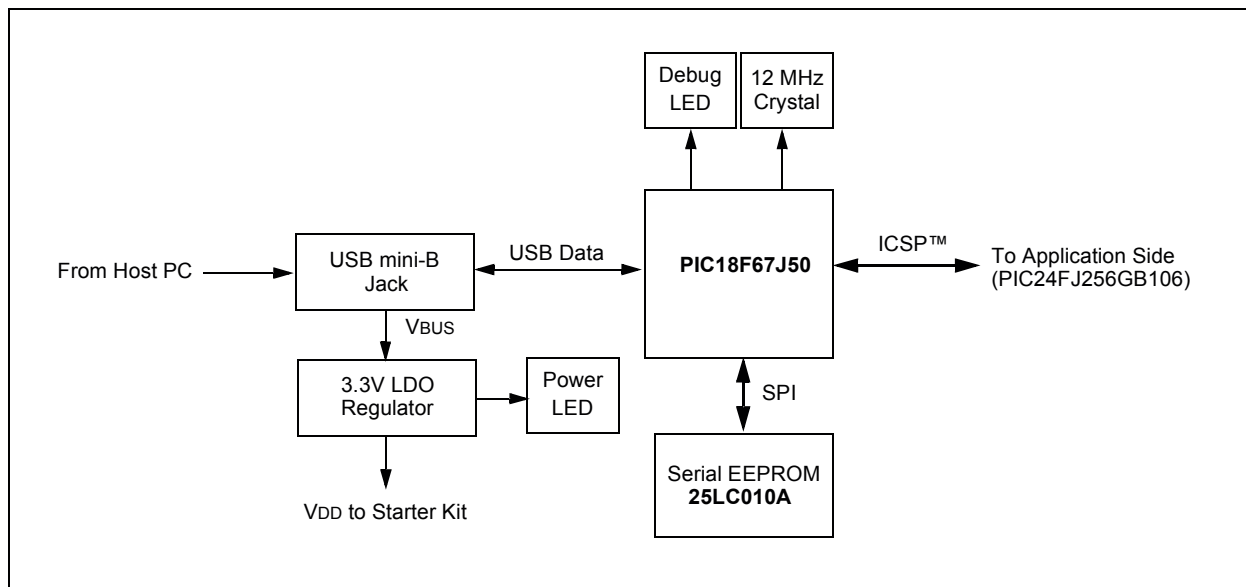 Debug
LED
12 MHz
Crystal
From Host PC
USB mini-B
Jack
USB Data
PIC18F67J50
ICSP™
To Application Side
(PIC24FJ256GB106)
VBUS
3.3V LDO
Regulator
Power
LED
SPI
Serial EEPROM
25LC010A
VDD to Starter Kit